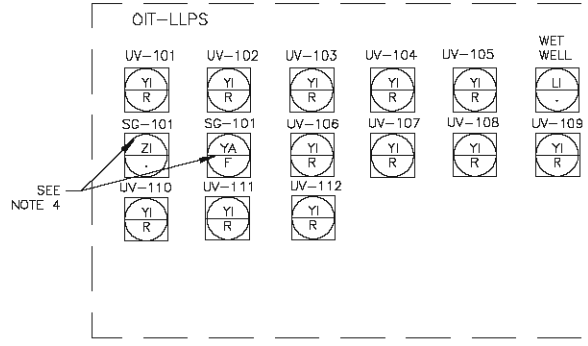 OIT-LLPS
UV-101 UV-102 UV-103 UV-104 UV-105 WET WELL
YI YI YI YI YI LI
R R R R R -
SG-101 SG-101 UV-106 UV-107 UV-108 UV-109
ZI YA YI YI YI YI
- F R R R R
SEE NOTE 4
UV-110 UV-111 UV-112
YI YI YI
R R R